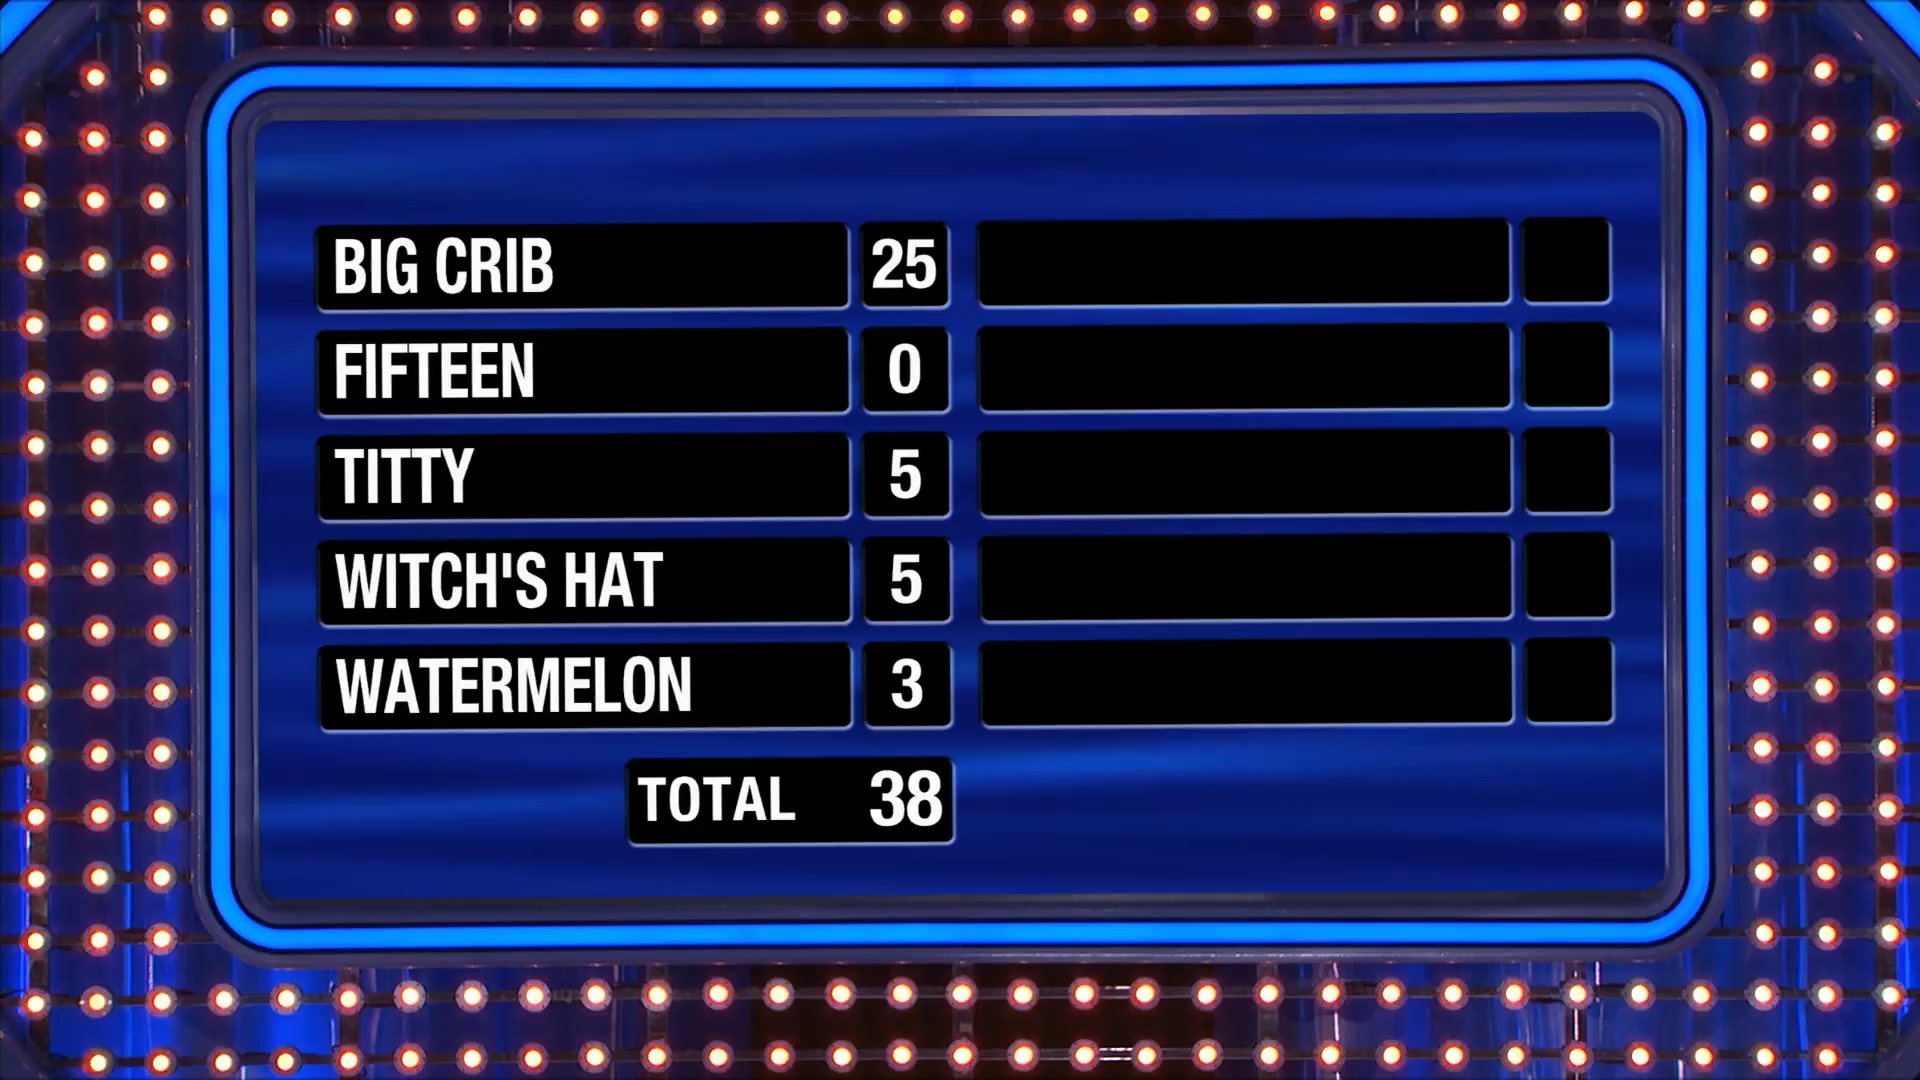 BIG CRIB 25
FIFTEEN 0
TITTY 5
WITCH'S HAT 5
WATERMELON 3
TOTAL 38